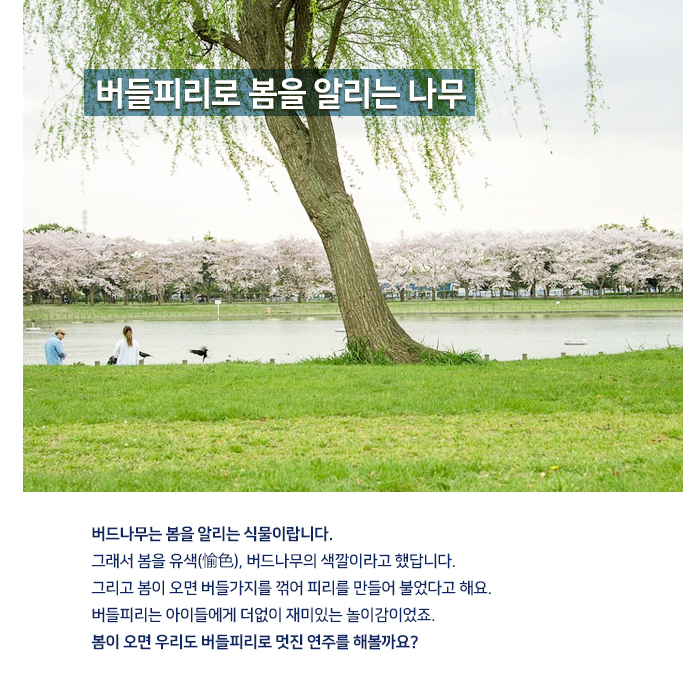 버들피리로 봄을 알리는 나무
버드나무는 봄을 알리는 식물이랍니다.
그래서 봄을 유색(愉色), 버드나무의 색깔이라고 했답니다.
그리고 봄이 오면 버들가지를 꺾어 피리를 만들어 불었다고 해요.
버들피리는 아이들에게 더없이 재미있는 놀이감이었죠.
봄이 오면 우리도 버들피리로 멋진 연주를 해볼까요?